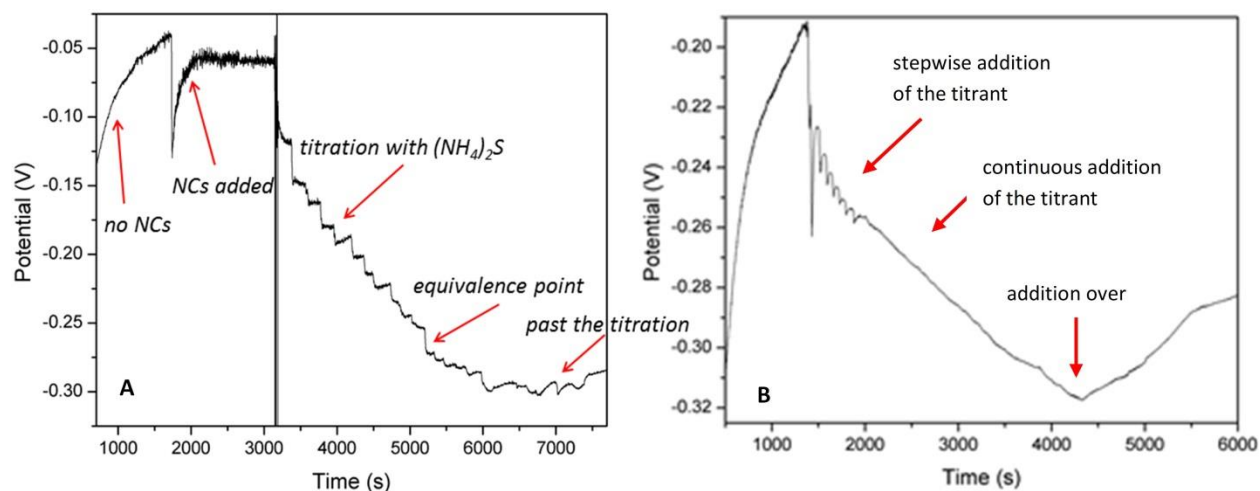 -0.05
-0.10
-0.15
-0.20
-0.25
-0.30
Potential (V)
no NCs
NCs added
titration with (NH₄)₂S
equivalence point
past the titration
A
1000 2000 3000 4000 5000 6000 7000
Time (s)
-0.20
-0.22
-0.24
-0.26
-0.28
-0.30
-0.32
Potential (V)
stepwise addition
of the titrant
continuous addition
of the titrant
addition over
B
1000 2000 3000 4000 5000 6000
Time (s)